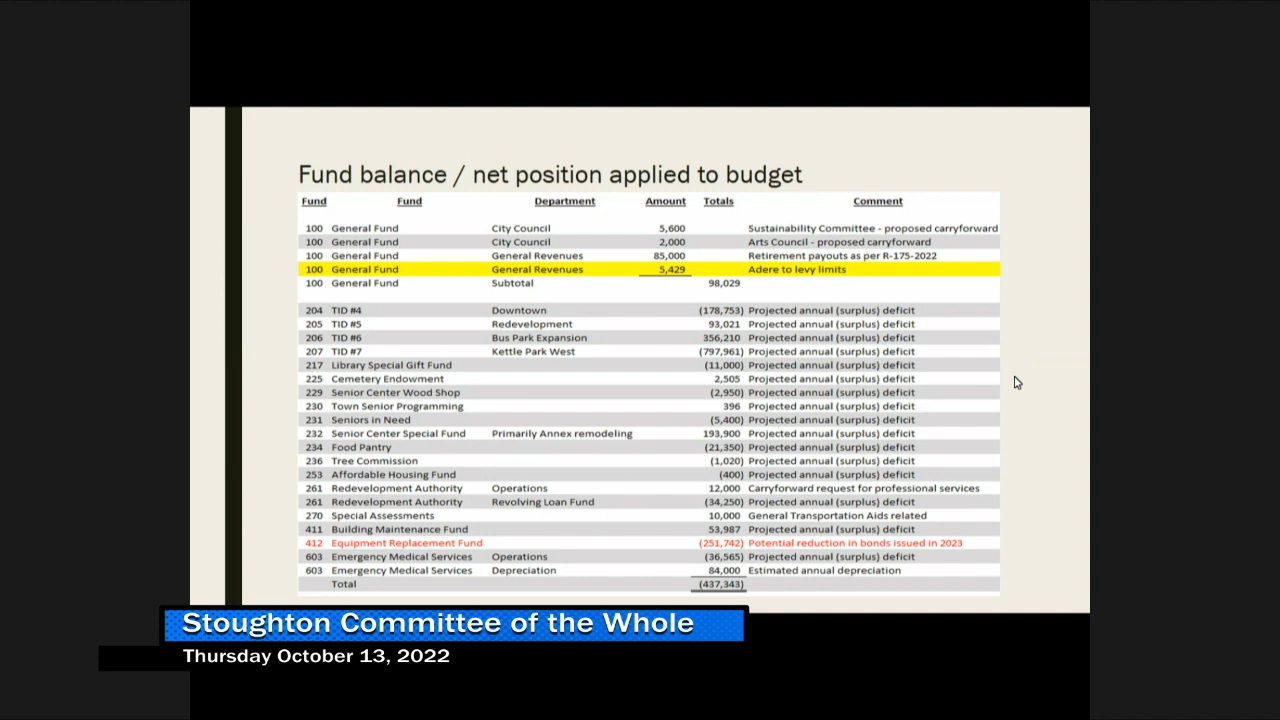 Fund balance / net position applied to budget
Fund Fund Department Amount Totals Comment
100 General Fund City Council 5,600 Sustainability Committee - proposed carryforward
100 General Fund City Council 2,000 Arts Council - proposed carryforward
100 General Fund General Revenues 85,000 Retirement payouts as per R-175-2022
100 General Fund General Revenues 5,429 Adere to levy limits
100 General Fund Subtotal 98,029
204 TID #4 Downtown (178,753) Projected annual (surplus) deficit
205 TID #5 Redevelopment 93,021 Projected annual (surplus) deficit
206 TID #6 Bus Park Expansion 356,210 Projected annual (surplus) deficit
207 TID #7 Kettle Park West (797,961) Projected annual (surplus) deficit
217 Library Special Gift Fund (11,000) Projected annual (surplus) deficit
225 Cemetery Endowment 2,505 Projected annual (surplus) deficit
229 Senior Center Wood Shop (2,950) Projected annual (surplus) deficit
230 Town Senior Programming 396 Projected annual (surplus) deficit
231 Seniors in Need (5,400) Projected annual (surplus) deficit
232 Senior Center Special Fund Primarily Annex remodeling 193,900 Projected annual (surplus) deficit
234 Food Pantry (21,350) Projected annual (surplus) deficit
236 Tree Commission (1,020) Projected annual (surplus) deficit
253 Affordable Housing Fund (400) Projected annual (surplus) deficit
261 Redevelopment Authority Operations 12,000 Carryforward request for professional services
261 Redevelopment Authority Revolving Loan Fund (34,250) Projected annual (surplus) deficit
270 Special Assessments 10,000 General Transportation Aids related
411 Building Maintenance Fund 53,987 Projected annual (surplus) deficit
412 Equipment Replacement Fund (251,742) Potential reduction in bonds issued in 2023
603 Emergency Medical Services Operations (36,565) Projected annual (surplus) deficit
603 Emergency Medical Services Depreciation 84,000 Estimated annual depreciation
Total (437,343)
Stoughton Committee of the Whole
Thursday October 13, 2022